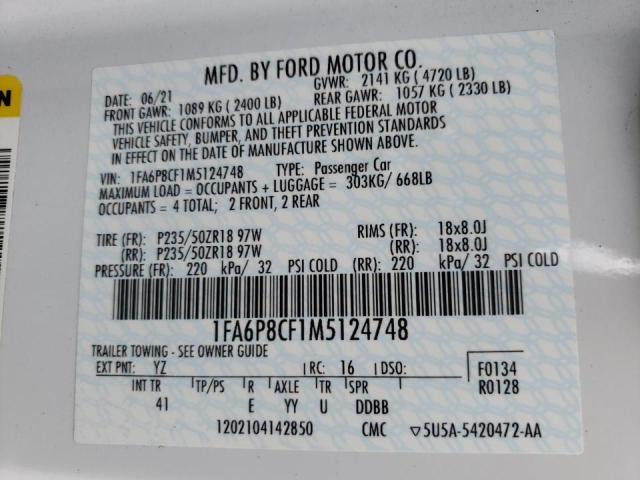 N
MFD. BY FORD MOTOR CO.
DATE: 06/21 GVWR: 2141 KG ( 4720 LB)
FRONT GAWR: 1089 KG ( 2400 LB) REAR GAWR: 1057 KG ( 2330 LB)
THIS VEHICLE CONFORMS TO ALL APPLICABLE FEDERAL MOTOR
VEHICLE SAFETY, BUMPER, AND THEFT PREVENTION STANDARDS
IN EFFECT ON THE DATE OF MANUFACTURE SHOWN ABOVE.
VIN: 1FA6P8CF1M5124748 TYPE: Passenger Car
MAXIMUM LOAD = OCCUPANTS + LUGGAGE = 303KG/ 668LB
OCCUPANTS = 4 TOTAL; 2 FRONT, 2 REAR
TIRE (FR): P235/50ZR18 97W RIMS (FR): 18x8.0J
(RR): P235/50ZR18 97W (RR): 18x8.0J
PRESSURE (FR): 220 kPa/ 32 PSI COLD (RR): 220 kPa/ 32 PSI COLD
1FA6P8CF1M5124748
TRAILER TOWING - SEE OWNER GUIDE
EXT PNT: YZ RC: 16 DSO: F0134
INT TR TP/PS R AXLE TR SPR R0128
41 E YY U DDBB
1202104142850 CMC ▽5U5A-5420472-AA